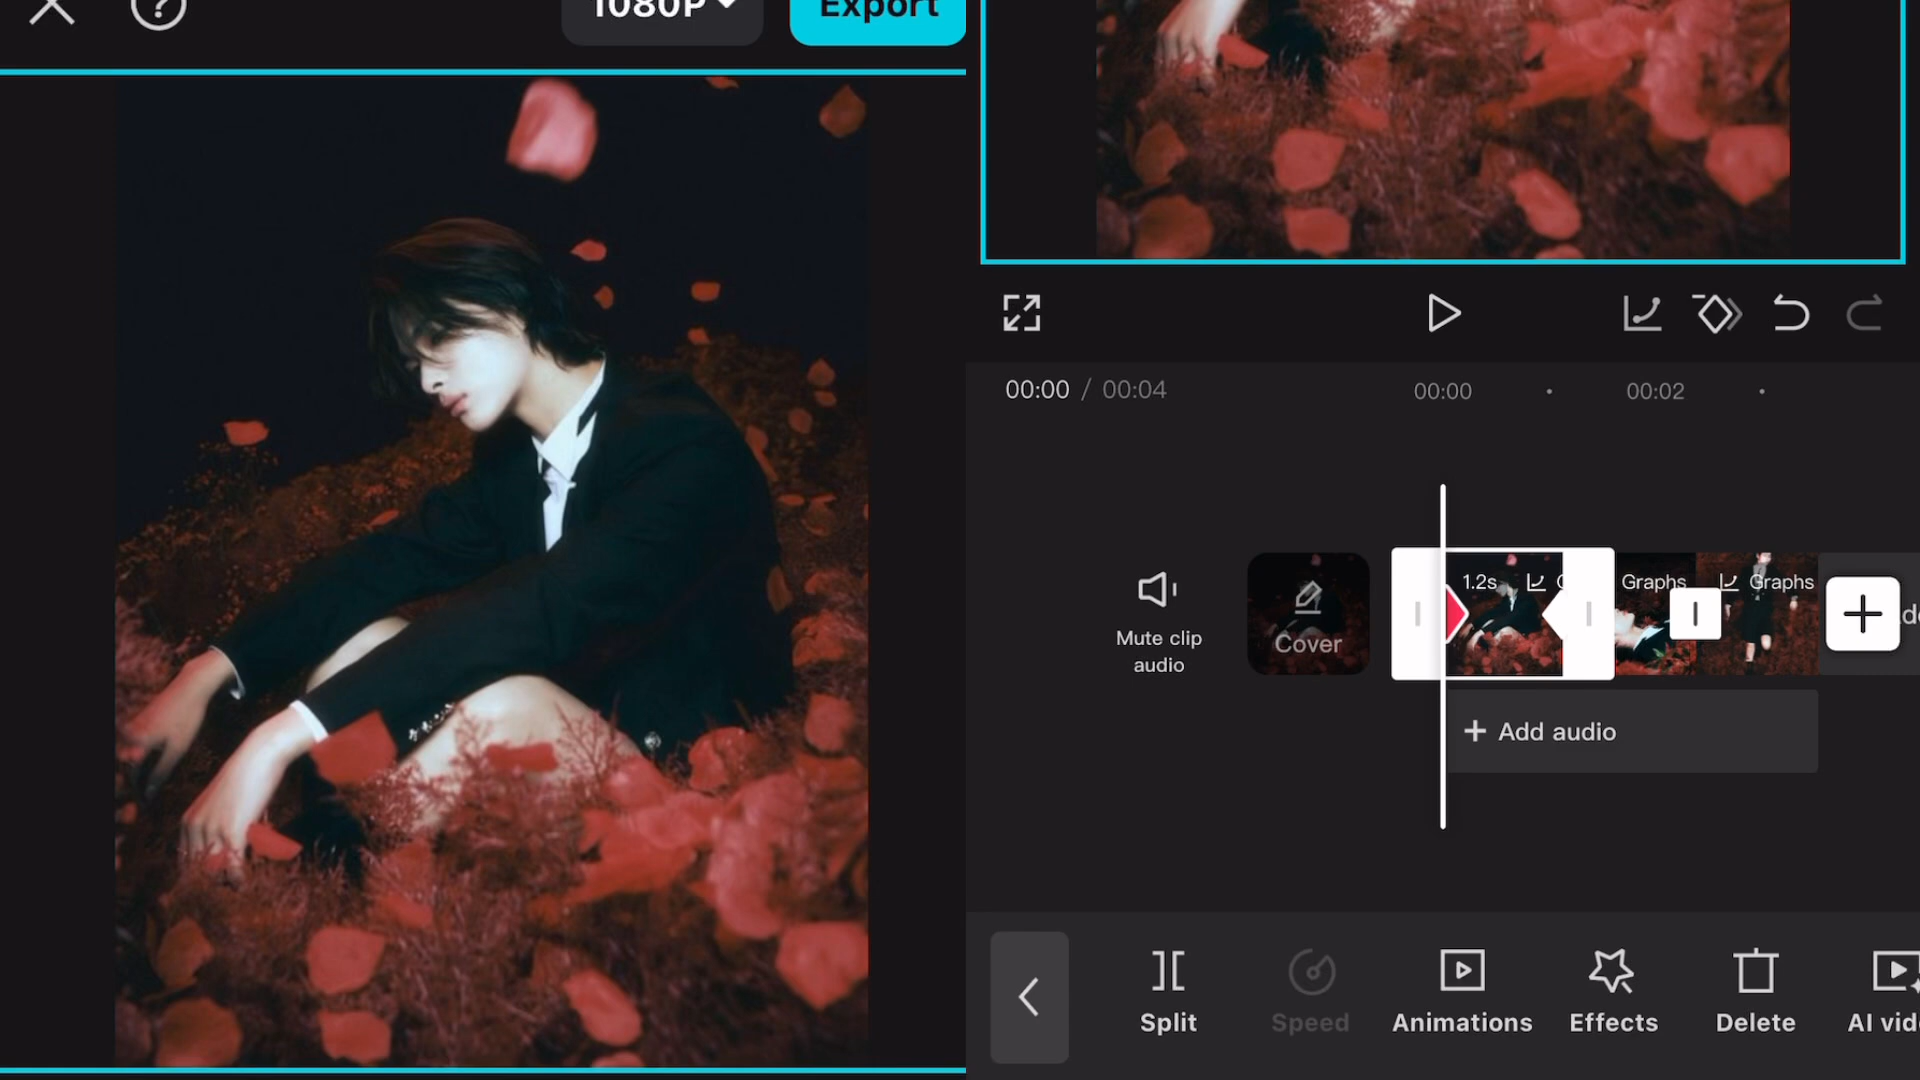 1080P
Export
00:00 / 00:04
00:00
00:02
1.2s
Graphs
Graphs
Mute clip
audio
Cover
+ Add audio
Split
Speed
Animations
Effects
Delete
AI